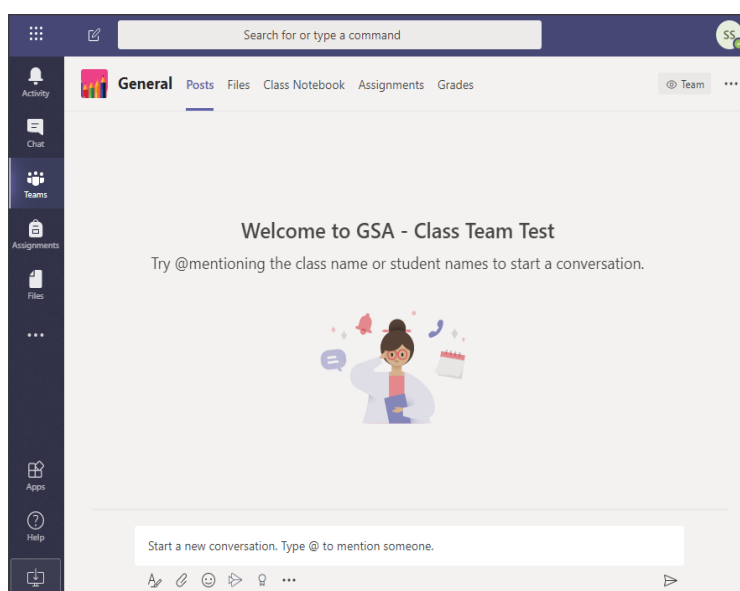 Search for or type a command
SS
Activity
Chat
Teams
Assignments
Files
Apps
Help
General Posts Files Class Notebook Assignments Grades
Team
Welcome to GSA - Class Team Test
Try @mentioning the class name or student names to start a conversation.
Start a new conversation. Type @ to mention someone.